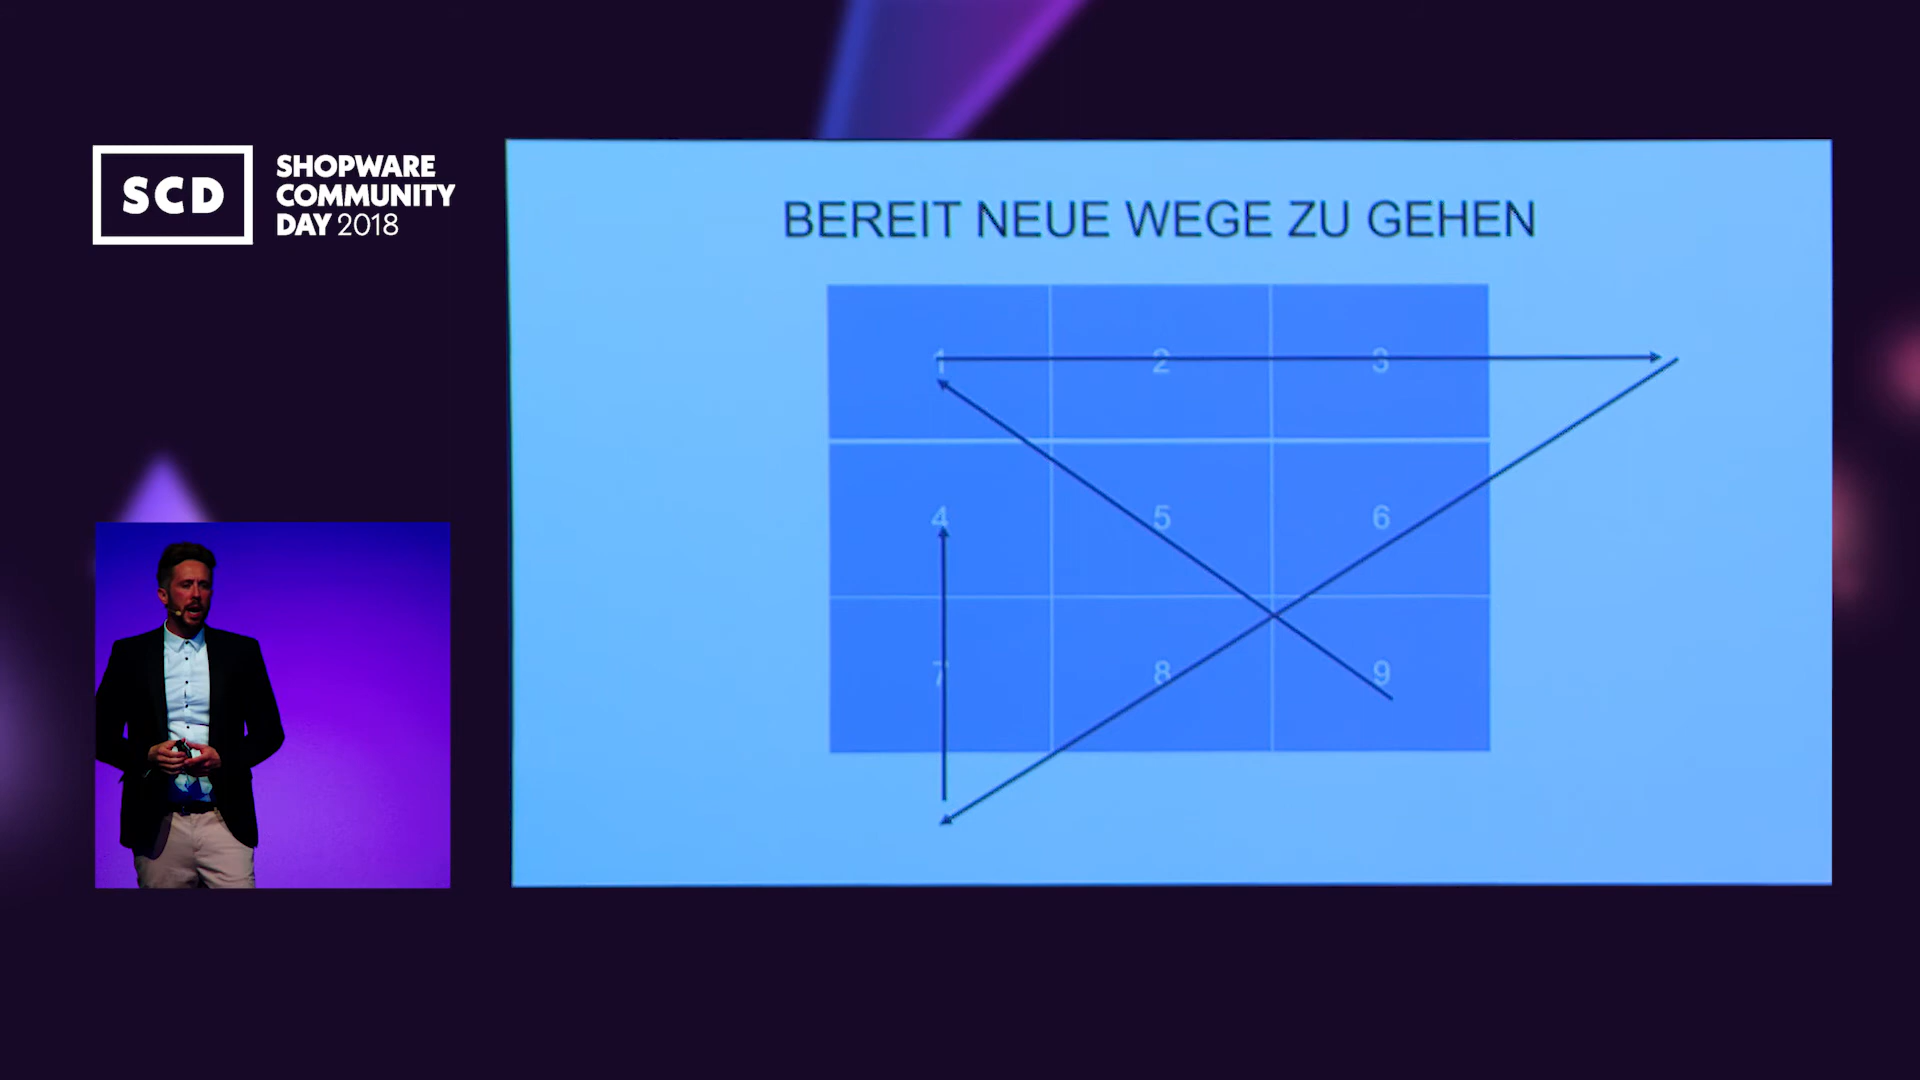 SCD
SHOPWARE
COMMUNITY
DAY 2018
BEREIT NEUE WEGE ZU GEHEN
1 2 3
4 5 6
7 8 9